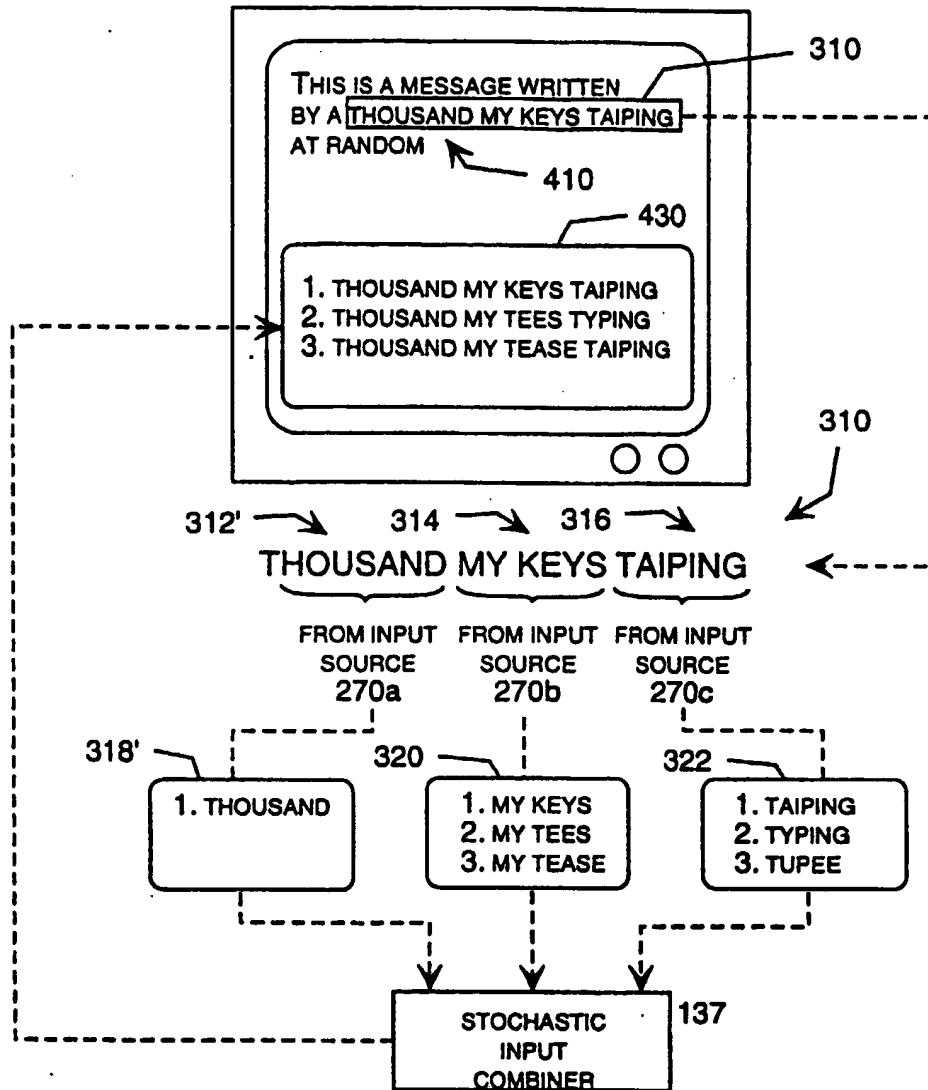 310
THIS IS A MESSAGE WRITTEN
BY A THOUSAND MY KEYS TAIPING
AT RANDOM
410
430
1. THOUSAND MY KEYS TAIPING
2. THOUSAND MY TEES TYPING
3. THOUSAND MY TEASE TAIPING
310
312' 314 316
THOUSAND MY KEYS TAIPING
FROM INPUT SOURCE 270a
FROM INPUT SOURCE 270b
FROM INPUT SOURCE 270c
318'
1. THOUSAND
320
1. MY KEYS
2. MY TEES
3. MY TEASE
322
1. TAIPING
2. TYPING
3. TUPEE
137
STOCHASTIC
INPUT
COMBINER